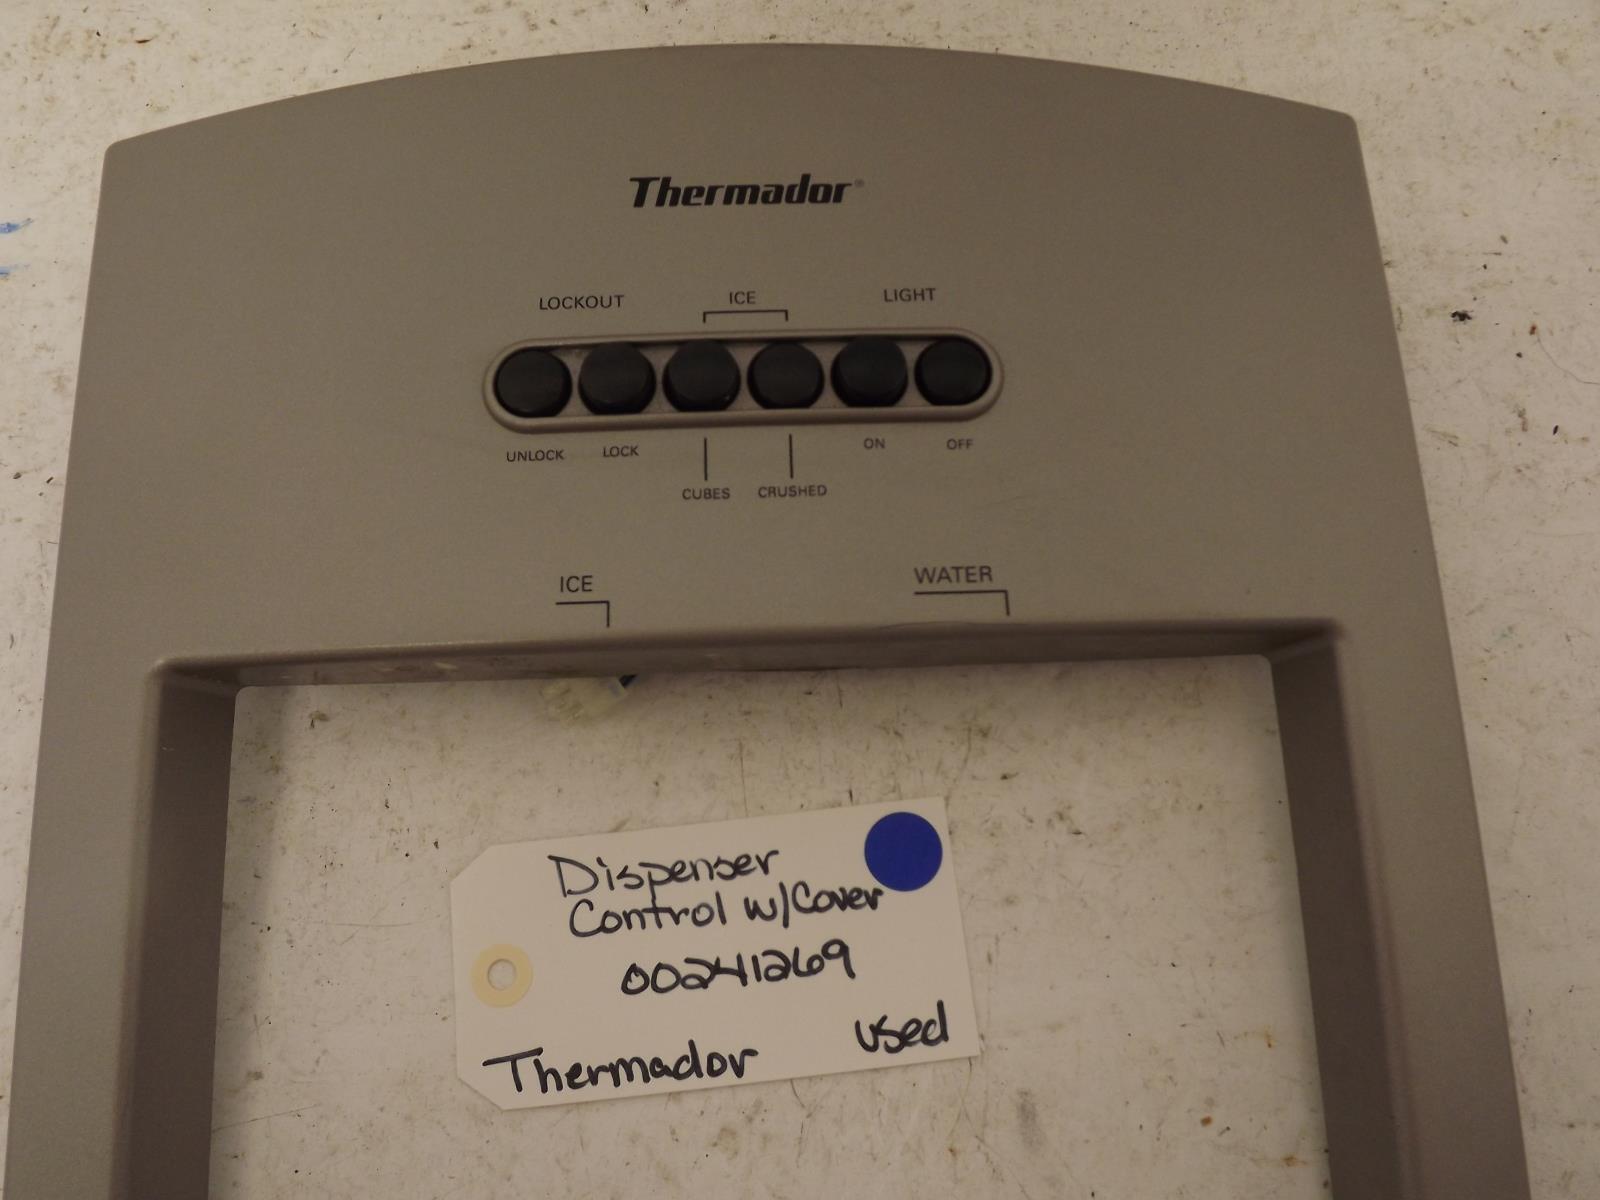 Thermador®
LOCKOUT ICE LIGHT
UNLOCK LOCK ON OFF
CUBES CRUSHED
ICE WATER
Dispenser
Control w/Cover
00241269
used
Thermador